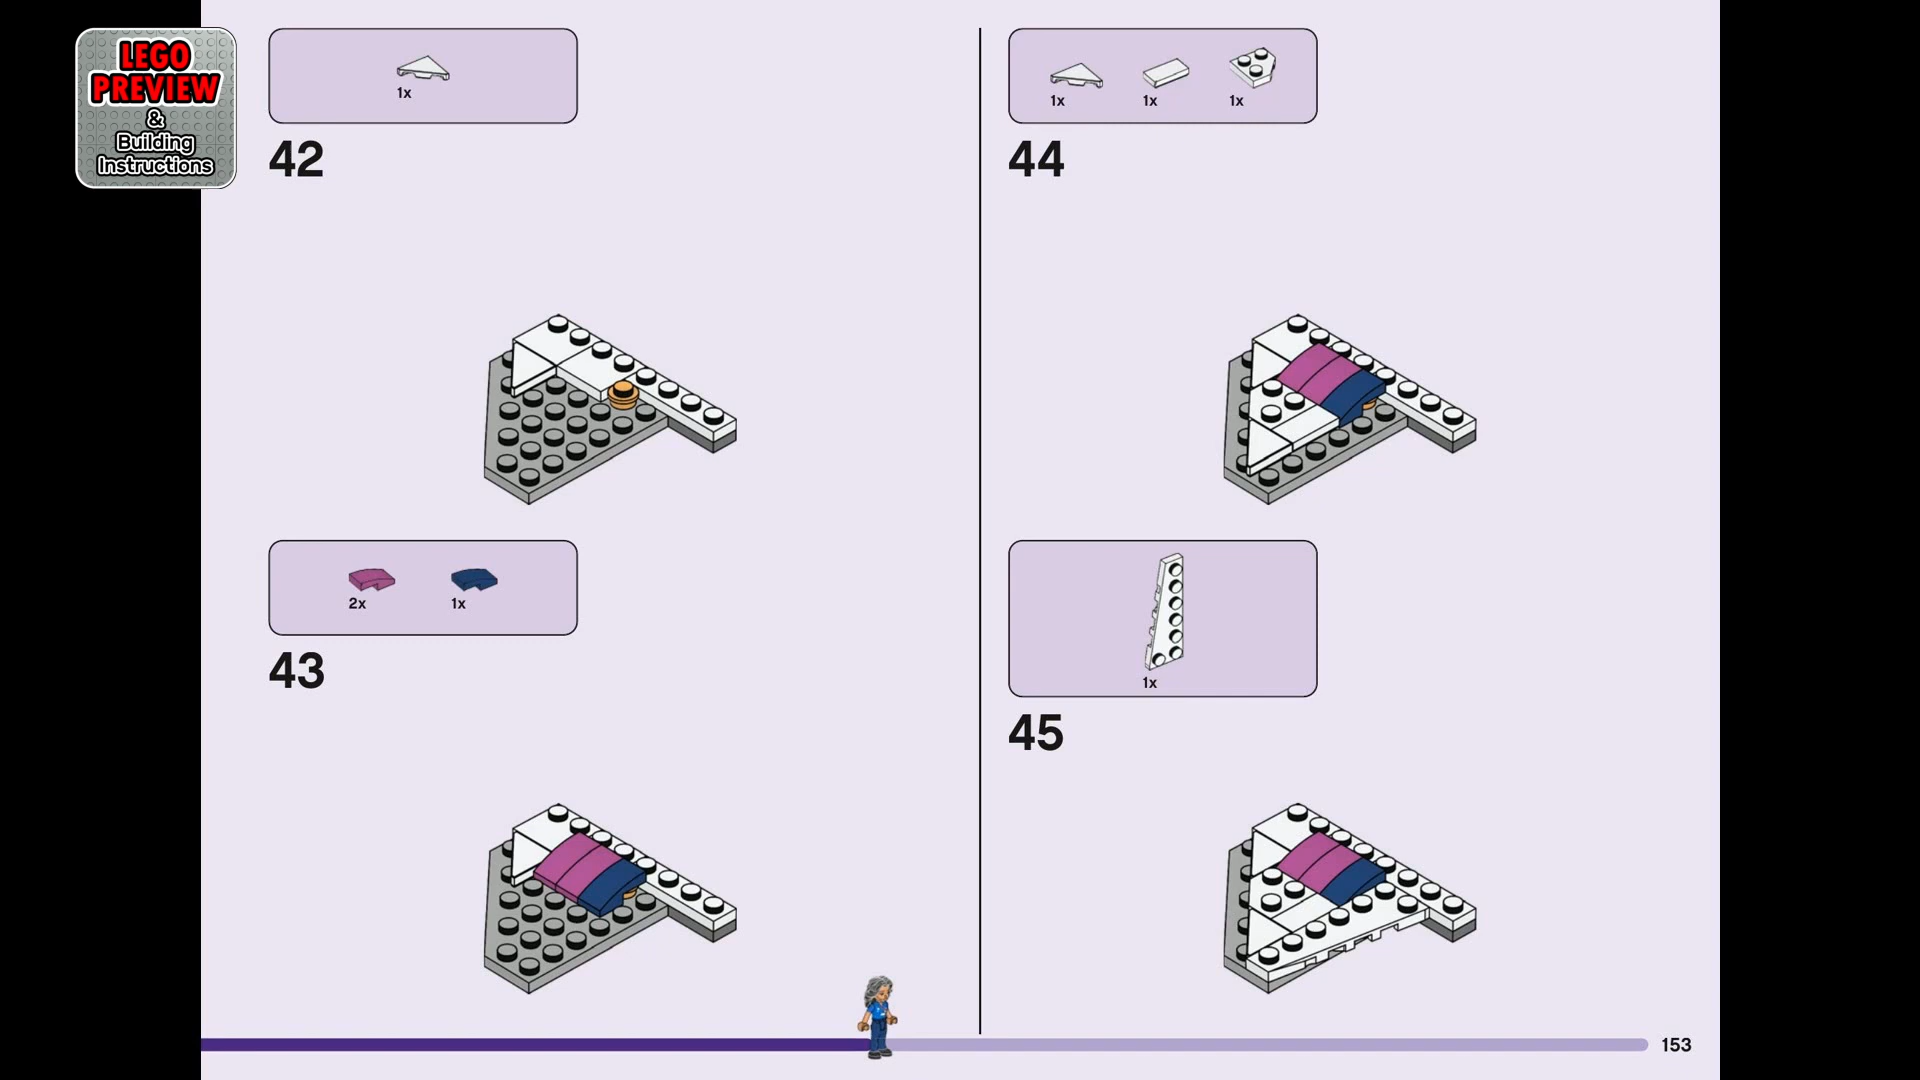 LEGO
PREVIEW
&
Building
Instructions
1x
42
2x 1x
43
1x 1x 1x
44
1x
45
153